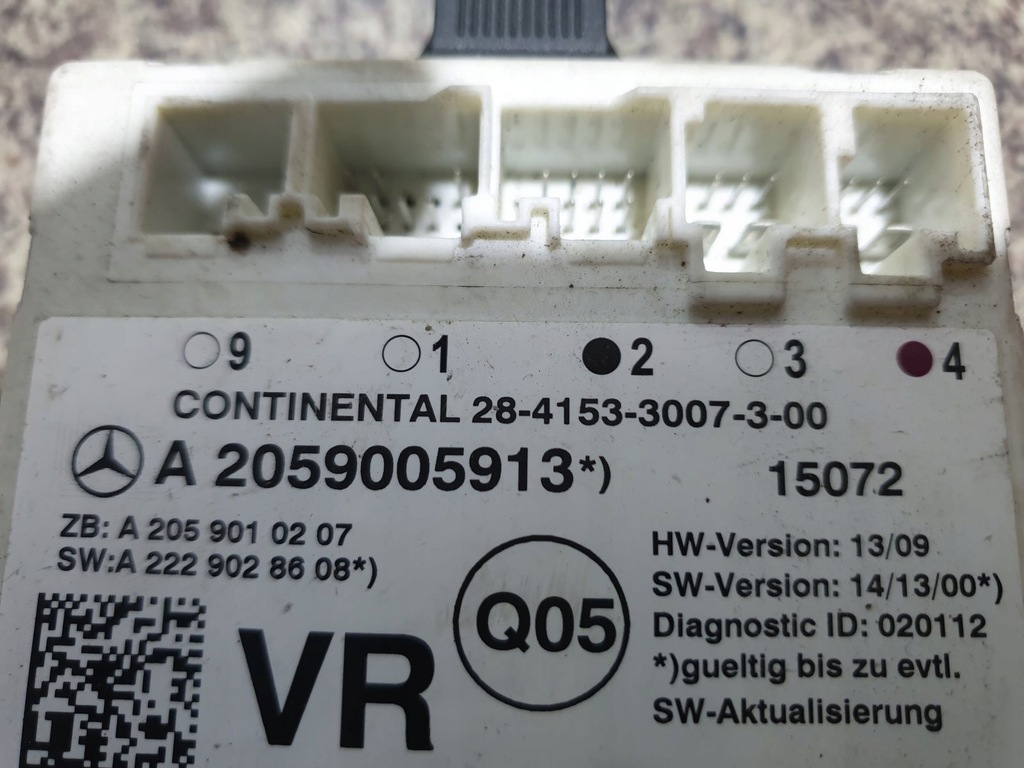 9 1 2 3 4
CONTINENTAL 28-4153-3007-3-00
A 2059005913*) 15072
ZB: A 205 901 02 07
SW:A 222 902 86 08*)
VR
Q05
HW-Version: 13/09
SW-Version: 14/13/00*)
Diagnostic ID: 020112
*)gueltig bis zu evtl.
SW-Aktualisierung